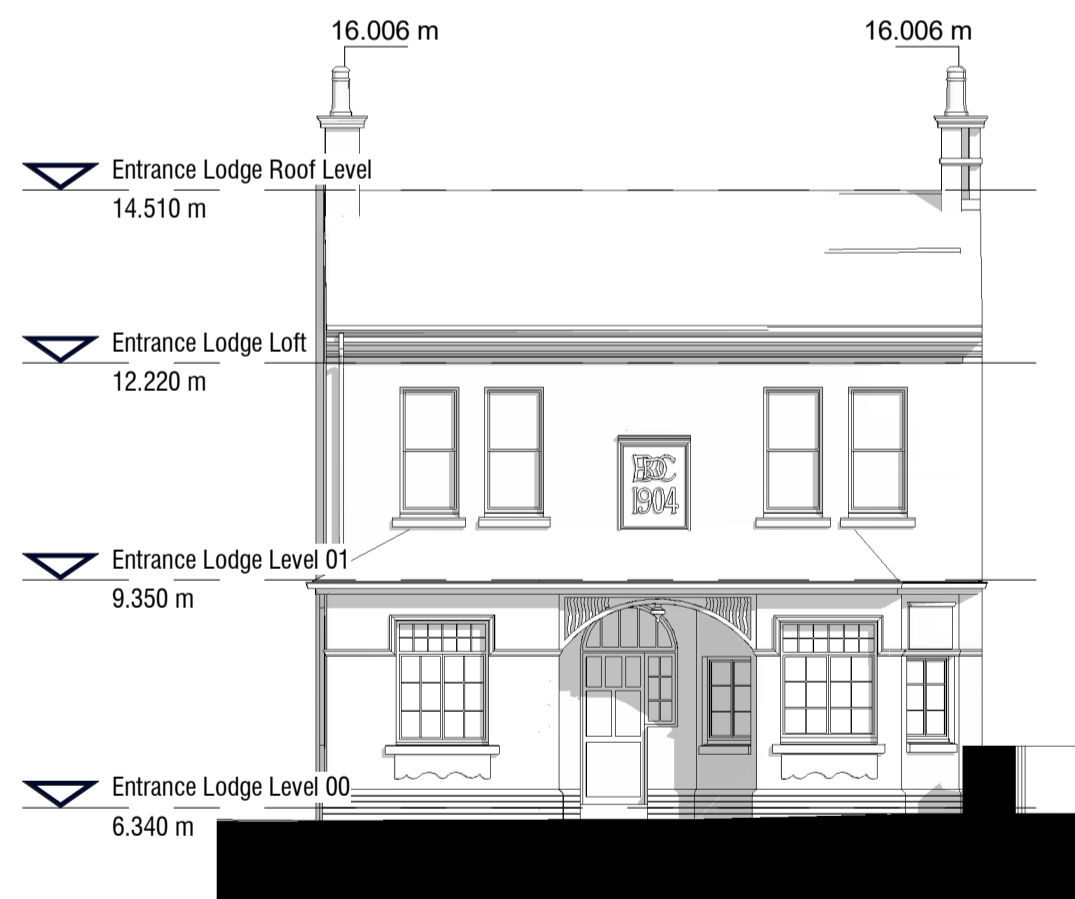 16.006 m
16.006 m
Entrance Lodge Roof Level
14.510 m
Entrance Lodge Loft
12.220 m
1904
Entrance Lodge Level 01
9.350 m
Entrance Lodge Level 00
6.340 m